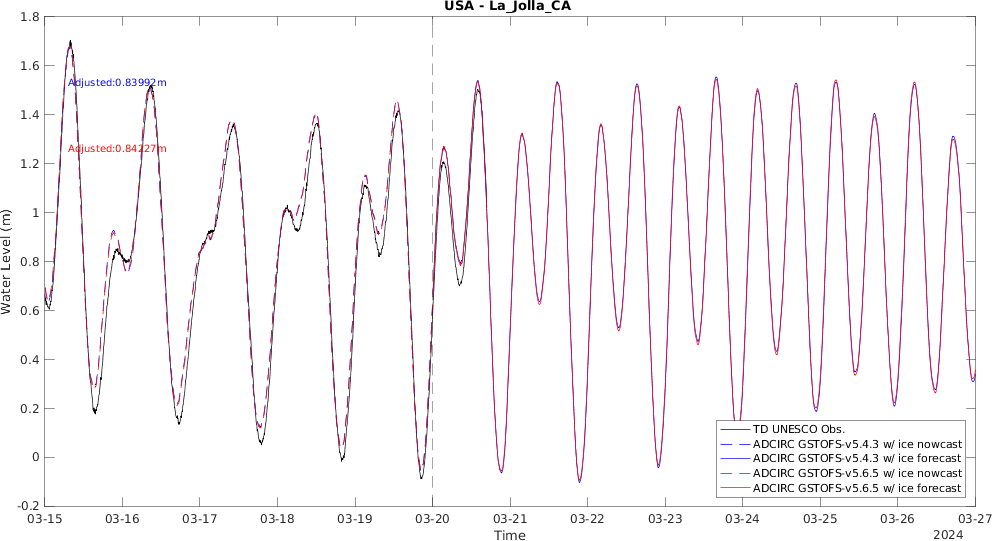 USA - La_Jolla_CA
Water Level (m)
1.8
1.6
1.4
1.2
1
0.8
0.6
0.4
0.2
0
-0.2
Adjusted:0.83992m
Adjusted:0.84227m
TD UNESCO Obs.
ADCIRC GSTOFS-v5.4.3 w/ ice nowcast
ADCIRC GSTOFS-v5.4.3 w/ ice forecast
ADCIRC GSTOFS-v5.6.5 w/ ice nowcast
ADCIRC GSTOFS-v5.6.5 w/ ice forecast
03-15 03-16 03-17 03-18 03-19 03-20 03-21 03-22 03-23 03-24 03-25 03-26 03-27
Time
2024